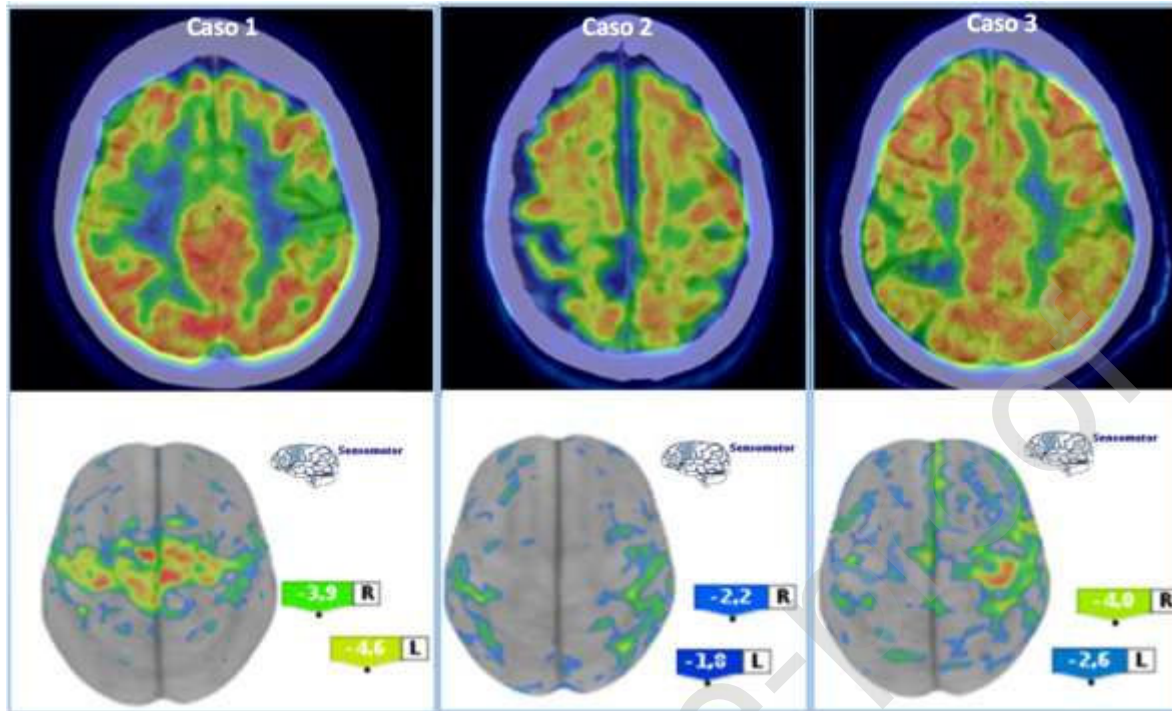 Caso 1
Caso 2
Caso 3
Sensomotor
-3,9 R
-4,6 L
Sensomotor
-2,2 R
-1,8 L
Sensomotor
-4,0 R
-2,6 L